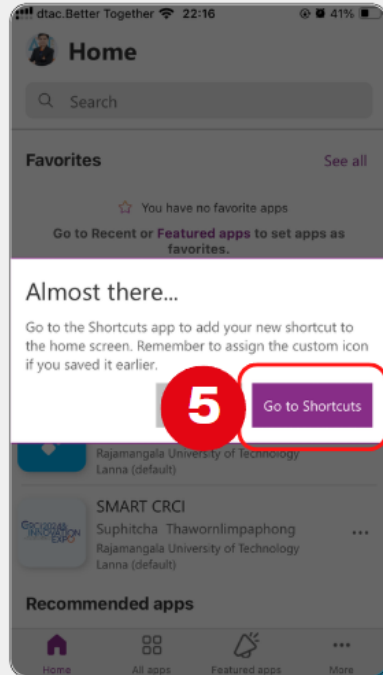 dtac.Better Together 22:16 41%
Home
Search
Favorites See all
You have no favorite apps
Go to Recent or Featured apps to set apps as
favorites.
Almost there...
Go to the Shortcuts app to add your new shortcut to
the home screen. Remember to assign the custom icon
if you saved it earlier.
5 Go to Shortcuts
Rajamangala University of Technology
Lanna (default)
SMART CRCI
Suphitcha Thawornlimpaphong
Rajamangala University of Technology
Lanna (default)
INNOVATION
EXPO
Recommended apps
Home All apps Featured apps More